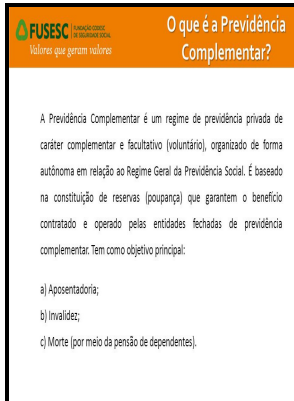 FUSESC FUNDAÇÃO CODESC
DE SEGURIDADE SOCIAL
Valores que geram valores
O que é a Previdência
Complementar?
A Previdência Complementar é um regime de previdência privada de
caráter complementar e facultativo (voluntário), organizado de forma
autônoma em relação ao Regime Geral da Previdência Social. É baseado
na constituição de reservas (poupança) que garantem o benefício
contratado e operado pelas entidades fechadas de previdência
complementar. Tem como objetivo principal:
a) Aposentadoria;
b) Invalidez;
c) Morte (por meio da pensão de dependentes).